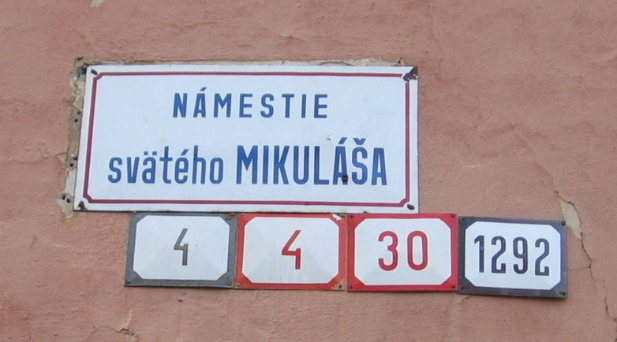 NÁMESTIE
svätého MIKULÁŠA
4 4 30 1292